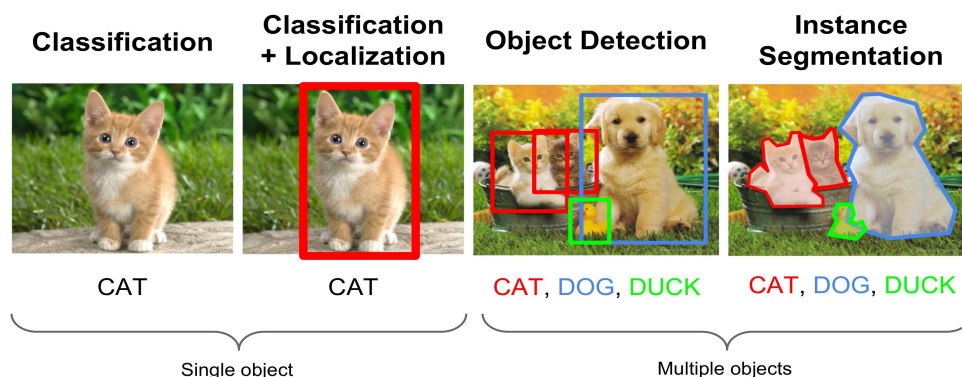 Classification
Classification
+ Localization
Object Detection
Instance
Segmentation
CAT
CAT
CAT, DOG, DUCK
CAT, DOG, DUCK
Single object
Multiple objects